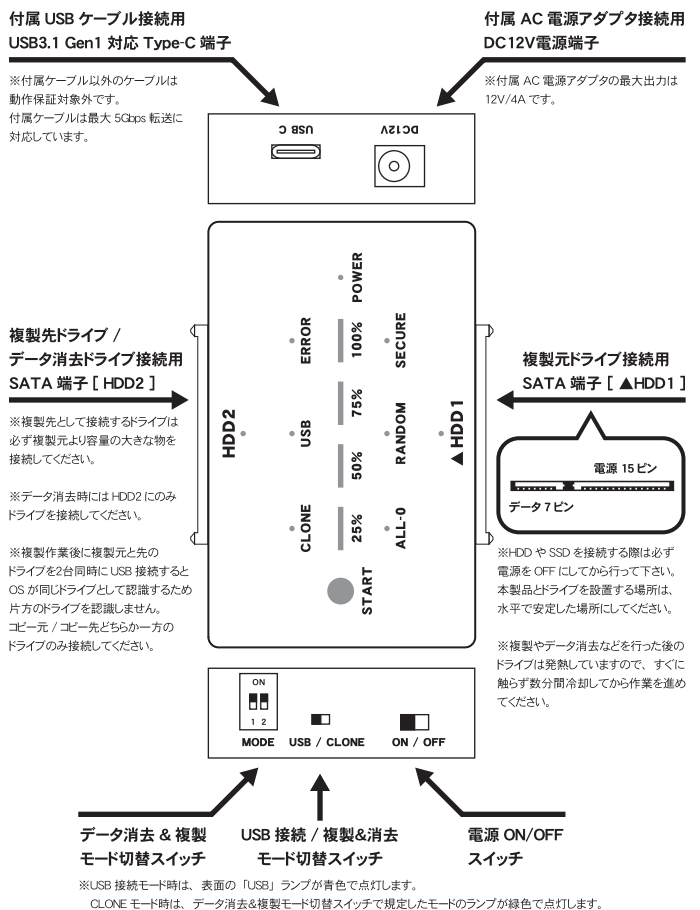 付属 USB ケーブル接続用
USB3.1 Gen1 対応 Type-C 端子
※付属ケーブル以外のケーブルは
動作保証対象外です。
付属ケーブルは最大 5Gbps 転送に
対応しています。
付属 AC 電源アダプタ接続用
DC12V電源端子
※付属 AC 電源アダプタの最大出力は
12V/4A です。
USB C
DC12V
複製先ドライブ /
データ消去ドライブ接続用
SATA 端子 [ HDD2 ]
※複製先として接続するドライブは
必ず複製元より容量の大きな物を
接続してください。
※データ消去時には HDD2 にのみ
ドライブを接続してください。
※複製作業後に複製元と先の
ドライブを2台同時に USB 接続すると
OS が同じドライブとして認識するため
片方のドライブを認識しません。
コピー元 / コピー先どちらか一方の
ドライブのみ接続してください。
HDD2
ERROR
USB
CLONE
POWER
100%
75%
50%
25%
START
SECURE
RANDOM
ALL-0
▲HDD1
複製元ドライブ接続用
SATA 端子 [ ▲HDD1 ]
電源 15 ピン
データ 7 ピン
※HDD や SSD を接続する際は必ず
電源を OFF にしてから行って下さい。
本製品とドライブを設置する場所は、
水平で安定した場所にしてください。
※複製やデータ消去などを行った後の
ドライブは発熱していますので、すぐに
触らず数分間冷却してから作業を進め
てください。
ON
1 2
MODE
USB / CLONE
ON / OFF
データ消去 & 複製
モード切替スイッチ
USB 接続 / 複製&消去
モード切替スイッチ
電源 ON/OFF
スイッチ
※USB 接続モード時は、表面の「USB」ランプが青色で点灯します。
CLONE モード時は、データ消去&複製モード切替スイッチで規定したモードのランプが緑色で点灯します。